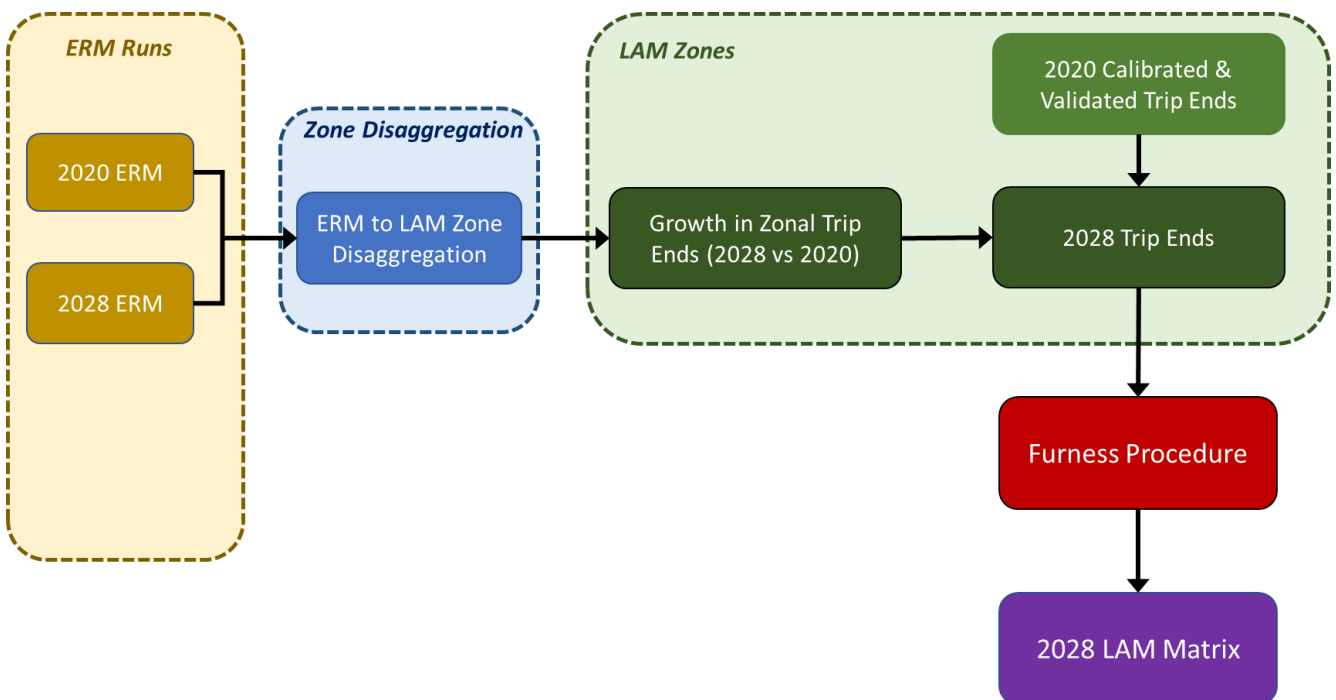 ERM Runs
2020 ERM
2028 ERM
Zone Disaggregation
ERM to LAM Zone
Disaggregation
LAM Zones
2020 Calibrated &
Validated Trip Ends
Growth in Zonal Trip
Ends (2028 vs 2020)
2028 Trip Ends
Furness Procedure
2028 LAM Matrix